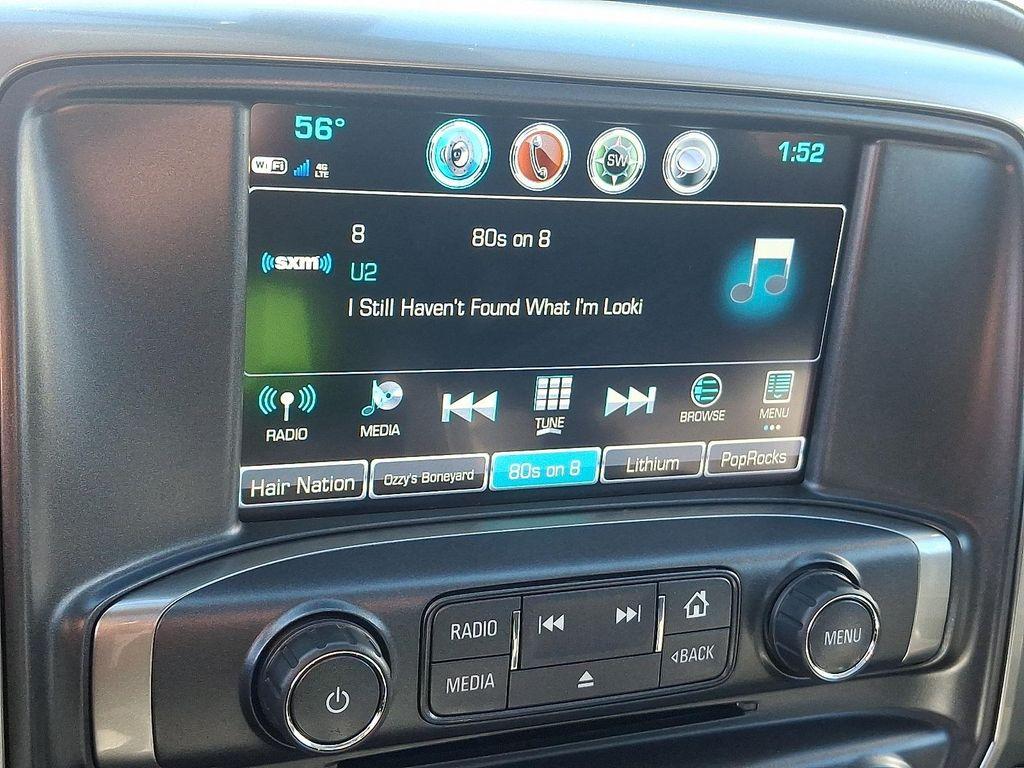 56°
1:52
Wi Fi
4G
LTE
SW
8 80s on 8
((sxm))
U2
I Still Haven't Found What I'm Looki
RADIO
MEDIA
TUNE
BROWSE
MENU
Hair Nation
Ozzy's Boneyard
80s on 8
Lithium
PopRocks
RADIO
MEDIA
BACK
MENU